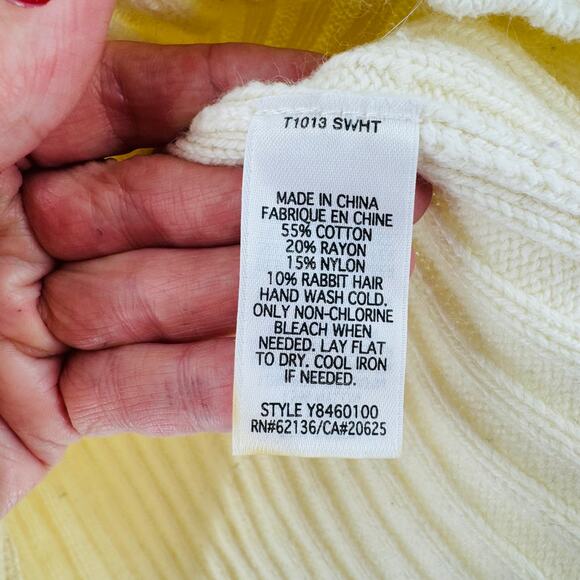 T1013 SWHT
MADE IN CHINA
FABRIQUE EN CHINE
55% COTTON
20% RAYON
15% NYLON
10% RABBIT HAIR
HAND WASH COLD.
ONLY NON-CHLORINE
BLEACH WHEN
NEEDED. LAY FLAT
TO DRY. COOL IRON
IF NEEDED.
STYLE Y8460100
RN#62136/CA#20625